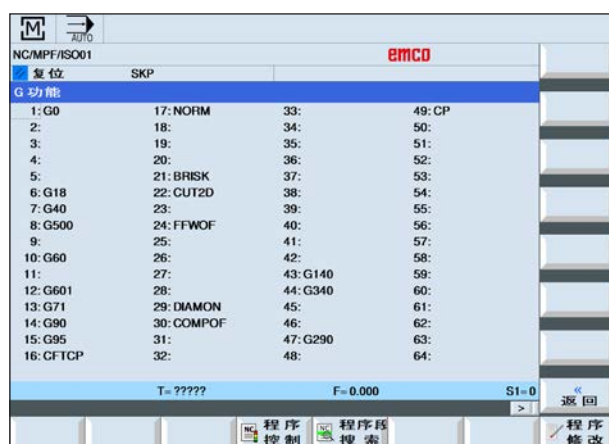 M AUTO
NC/MPF/ISO01 emco
复位 SKP
G 功能
1: G0 17: NORM 33: 49: CP
2: 18: 34: 50:
3: 19: 35: 51:
4: 20: 36: 52:
5: 21: BRISK 37: 53:
6: G18 22: CUT2D 38: 54:
7: G40 23: 39: 55:
8: G500 24: FFWOF 40: 56:
9: 25: 41: 57:
10: G60 26: 42: 58:
11: 27: 43: G140 59:
12: G601 28: 44: G340 60:
13: G71 29: DIAMON 45: 61:
14: G90 30: COMPOF 46: 62:
15: G95 31: 47: G290 63:
16: CFTCP 32: 48: 64:
T= ????? F= 0.000 S1= 0
« 返回
>
NC 程序控制 NC 程序段搜索 程序修改